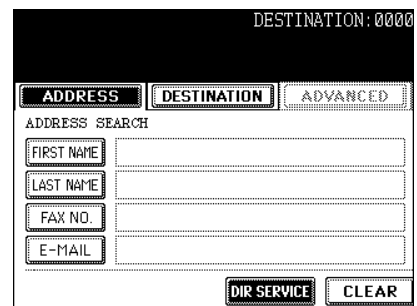 DESTINATION:0000
ADDRESS DESTINATION ADVANCED
ADDRESS SEARCH
FIRST NAME
LAST NAME
FAX NO.
E-MAIL
DIR SERVICE CLEAR